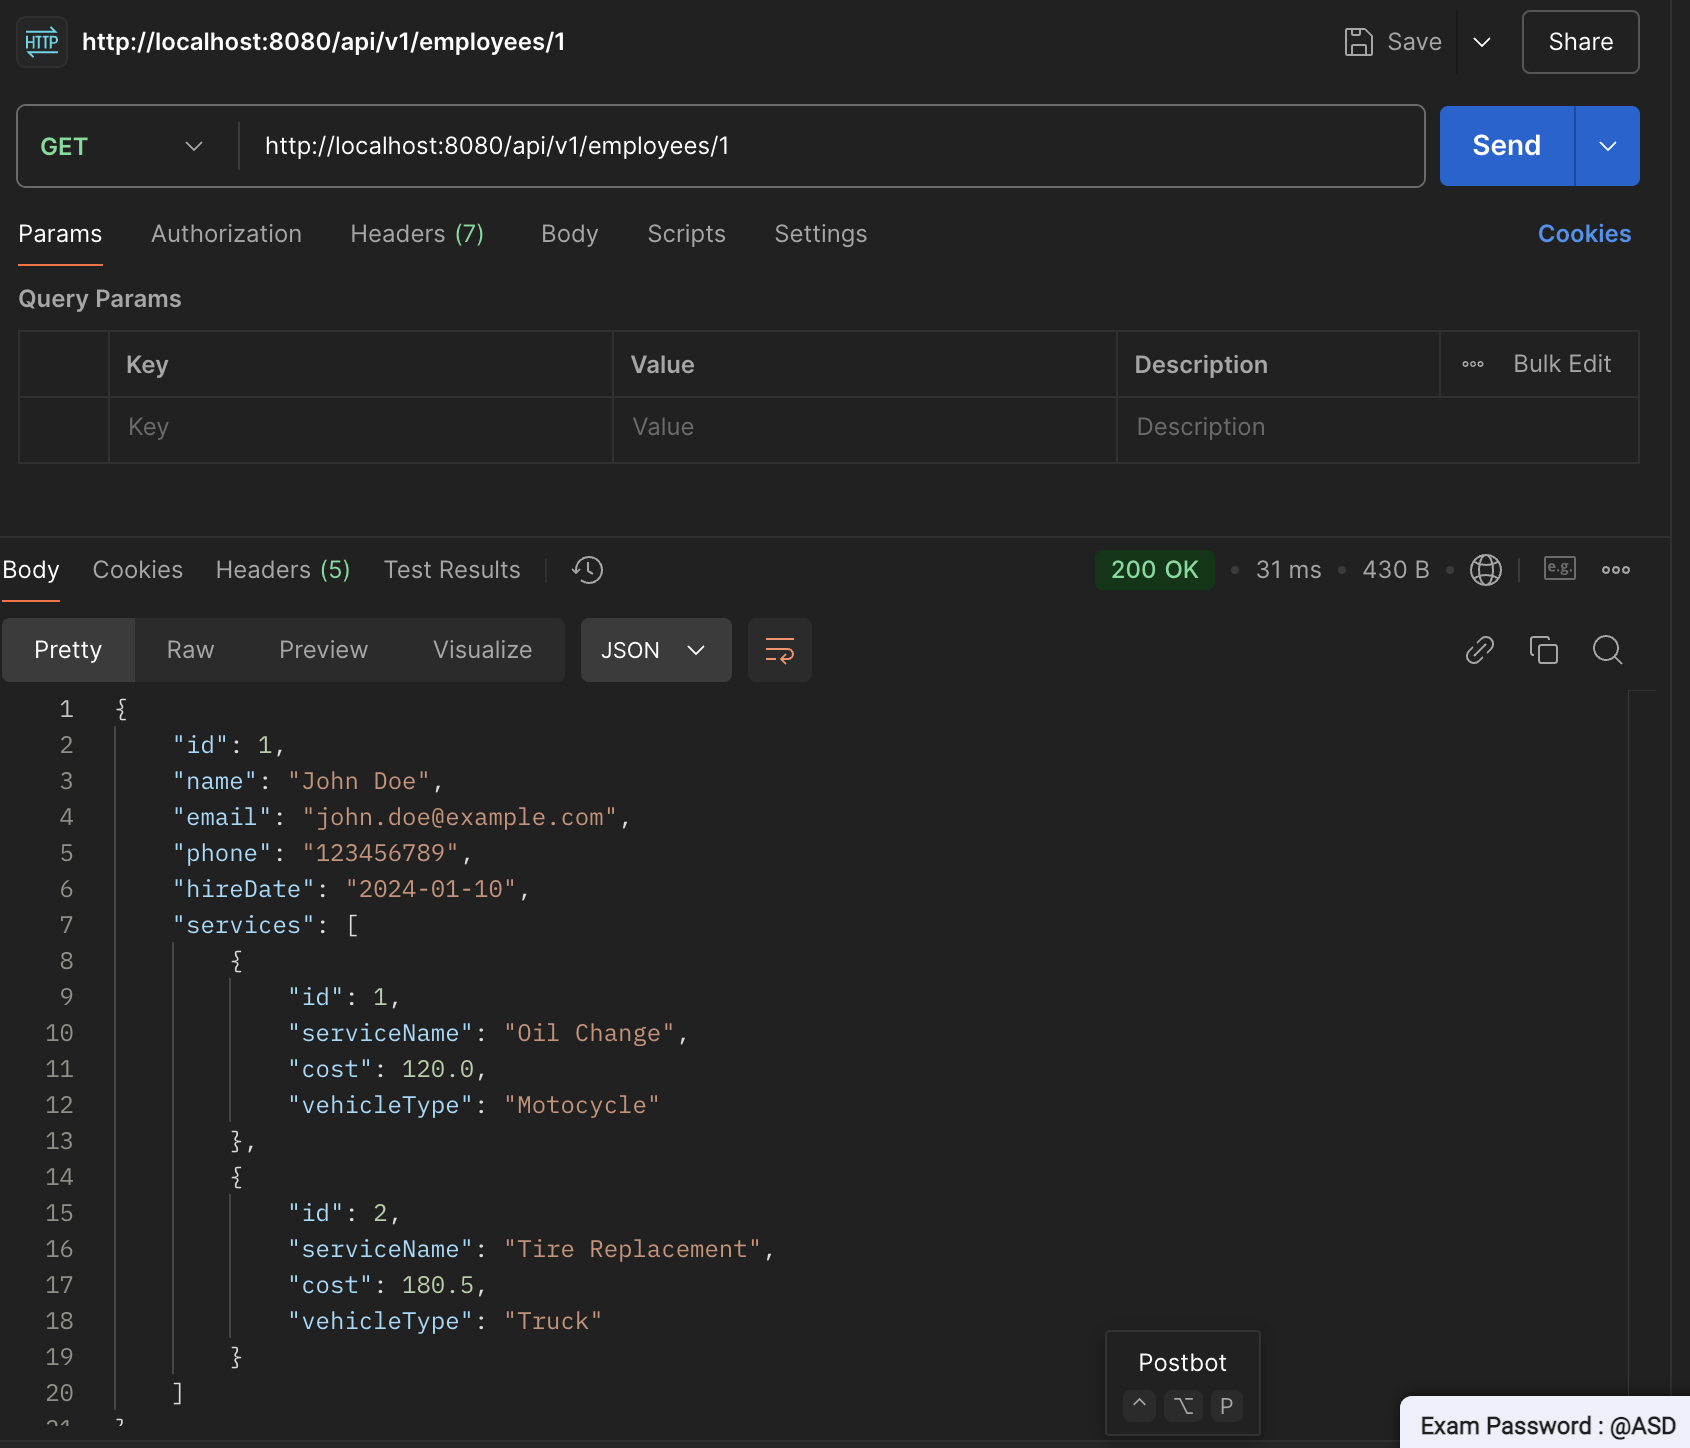 HTTP http://localhost:8080/api/v1/employees/1 Save Share
GET http://localhost:8080/api/v1/employees/1 Send
Params Authorization Headers (7) Body Scripts Settings Cookies
Query Params
Key Value Description Bulk Edit
Key Value Description
Body Cookies Headers (5) Test Results 200 OK • 31 ms • 430 B • e.g.
Pretty Raw Preview Visualize JSON
1 {
2 "id": 1,
3 "name": "John Doe",
4 "email": "john.doe@example.com",
5 "phone": "123456789",
6 "hireDate": "2024-01-10",
7 "services": [
8 {
9 "id": 1,
10 "serviceName": "Oil Change",
11 "cost": 120.0,
12 "vehicleType": "Motocycle"
13 },
14 {
15 "id": 2,
16 "serviceName": "Tire Replacement",
17 "cost": 180.5,
18 "vehicleType": "Truck"
19 }
20 ]
21 }
Postbot
^ ⌥ P
Exam Password : @ASD